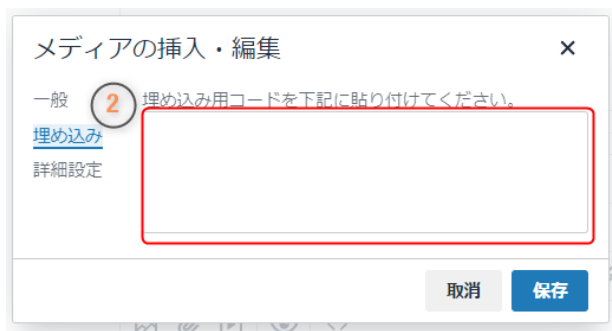 メディアの挿入・編集 ×
一般
2
埋め込み用コードを下記に貼り付けてください。
埋め込み
詳細設定
取消
保存